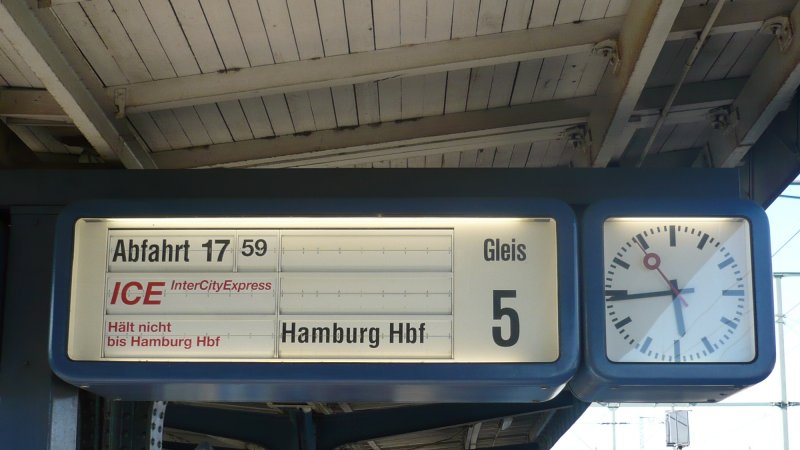 Abfahrt 17 59
ICE InterCityExpress
Hält nicht
bis Hamburg Hbf
Hamburg Hbf
Gleis
5